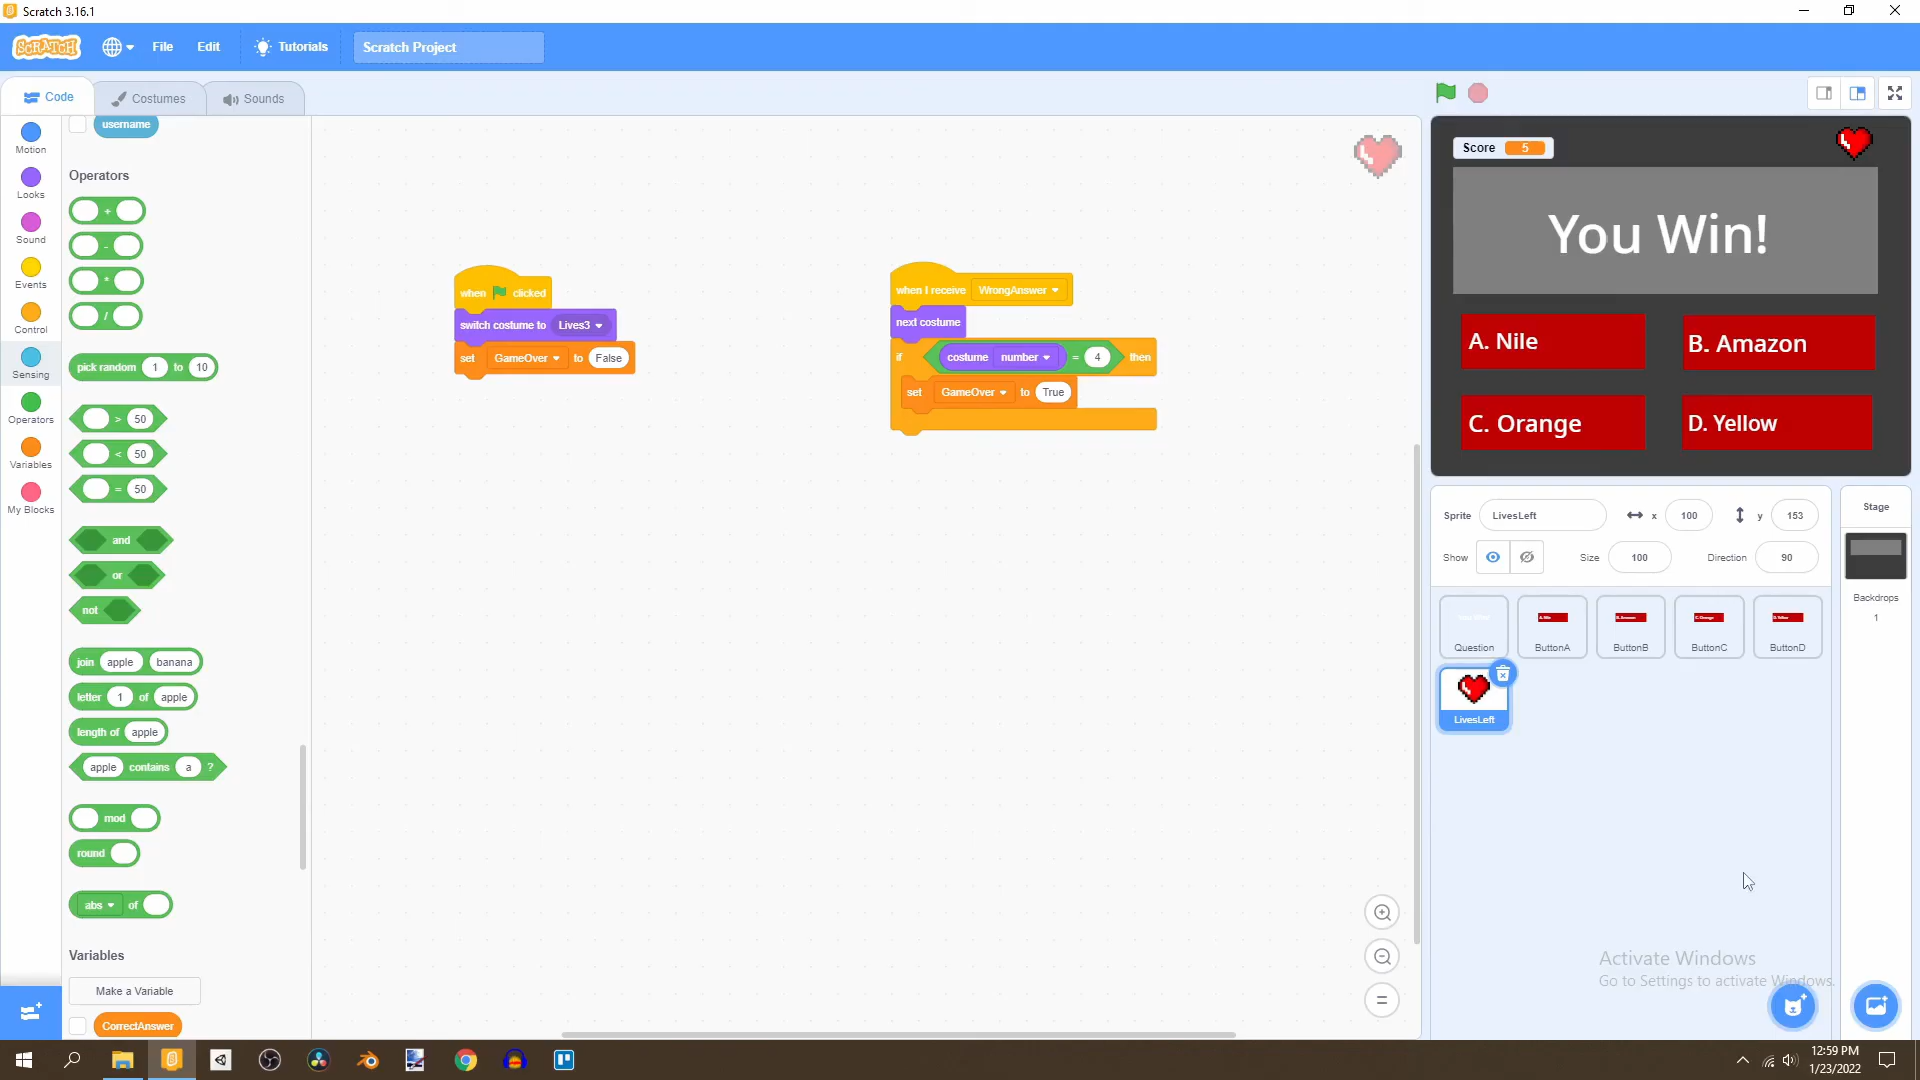 Scratch 3.16.1
SCRATCH
File
Edit
Tutorials
Scratch Project
Code
Costumes
Sounds
Motion
Looks
Sound
Events
Control
Sensing
Operators
Variables
My Blocks
username
Operators
+
-
*
/
pick random 1 to 10
> 50
< 50
= 50
and
or
not
join apple banana
letter 1 of apple
length of apple
apple contains a ?
mod
round
abs of
Variables
Make a Variable
CorrectAnswer
when clicked
switch costume to Lives3
set GameOver to False
when I receive WrongAnswer
next costume
if costume number = 4 then
set GameOver to True
Score 5
You Win!
A. Nile
B. Amazon
C. Orange
D. Yellow
Sprite LivesLeft x 100 y 153
Show Size 100 Direction 90
Question
ButtonA
ButtonB
ButtonC
ButtonD
LivesLeft
Stage
Backdrops
1
Activate Windows
Go to Settings to activate Windows.
12:59 PM
1/23/2022